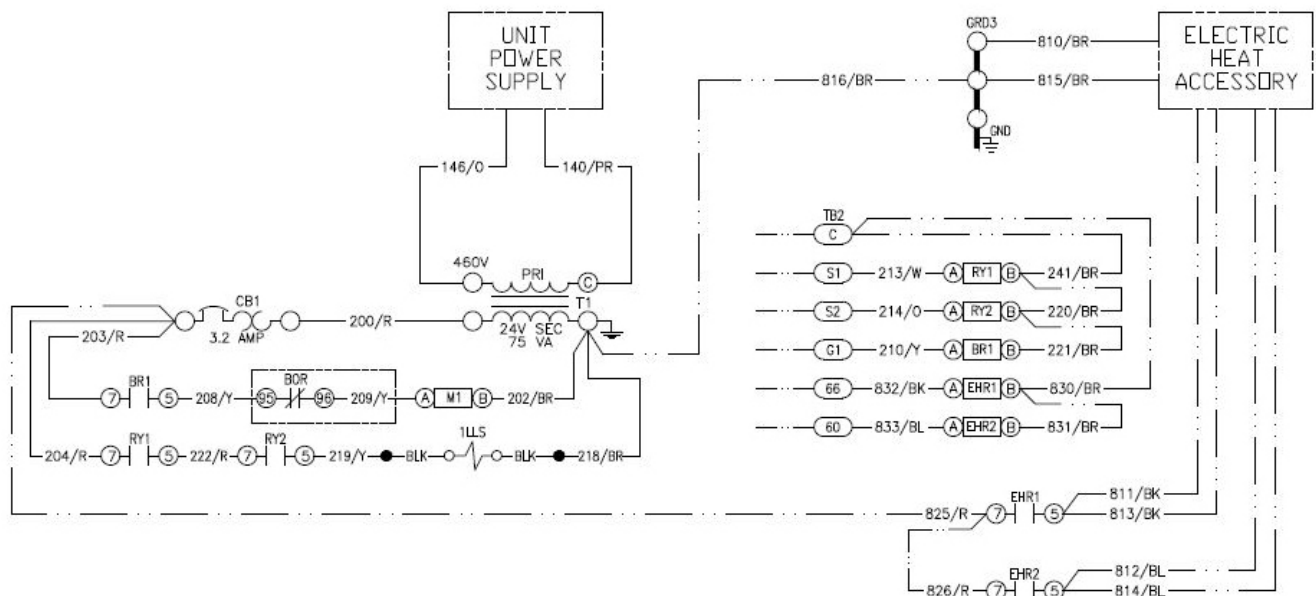 UNIT
POWER
SUPPLY
GRD3
810/BR
ELECTRIC
HEAT
ACCESSORY
816/BR
815/BR
GND
146/O
140/PR
TB2
C
460V
PRI
C
S1
213/W
A
RY1
B
241/BR
T1
CB1
200/R
3.2 AMP
24V SEC
75 VA
S2
214/O
A
RY2
B
220/BR
203/R
G1
210/Y
A
BR1
B
221/BR
BR1
7
5
208/Y
BOR
95
96
209/Y
A
M1
B
202/BR
66
832/BK
A
EHR1
B
830/BR
60
833/BL
A
EHR2
B
831/BR
204/R
7
RY1
5
222/R
7
RY2
5
219/Y
BLK
1LLS
BLK
218/BR
825/R
7
EHR1
5
811/BK
813/BK
826/R
7
EHR2
5
812/BL
814/BL